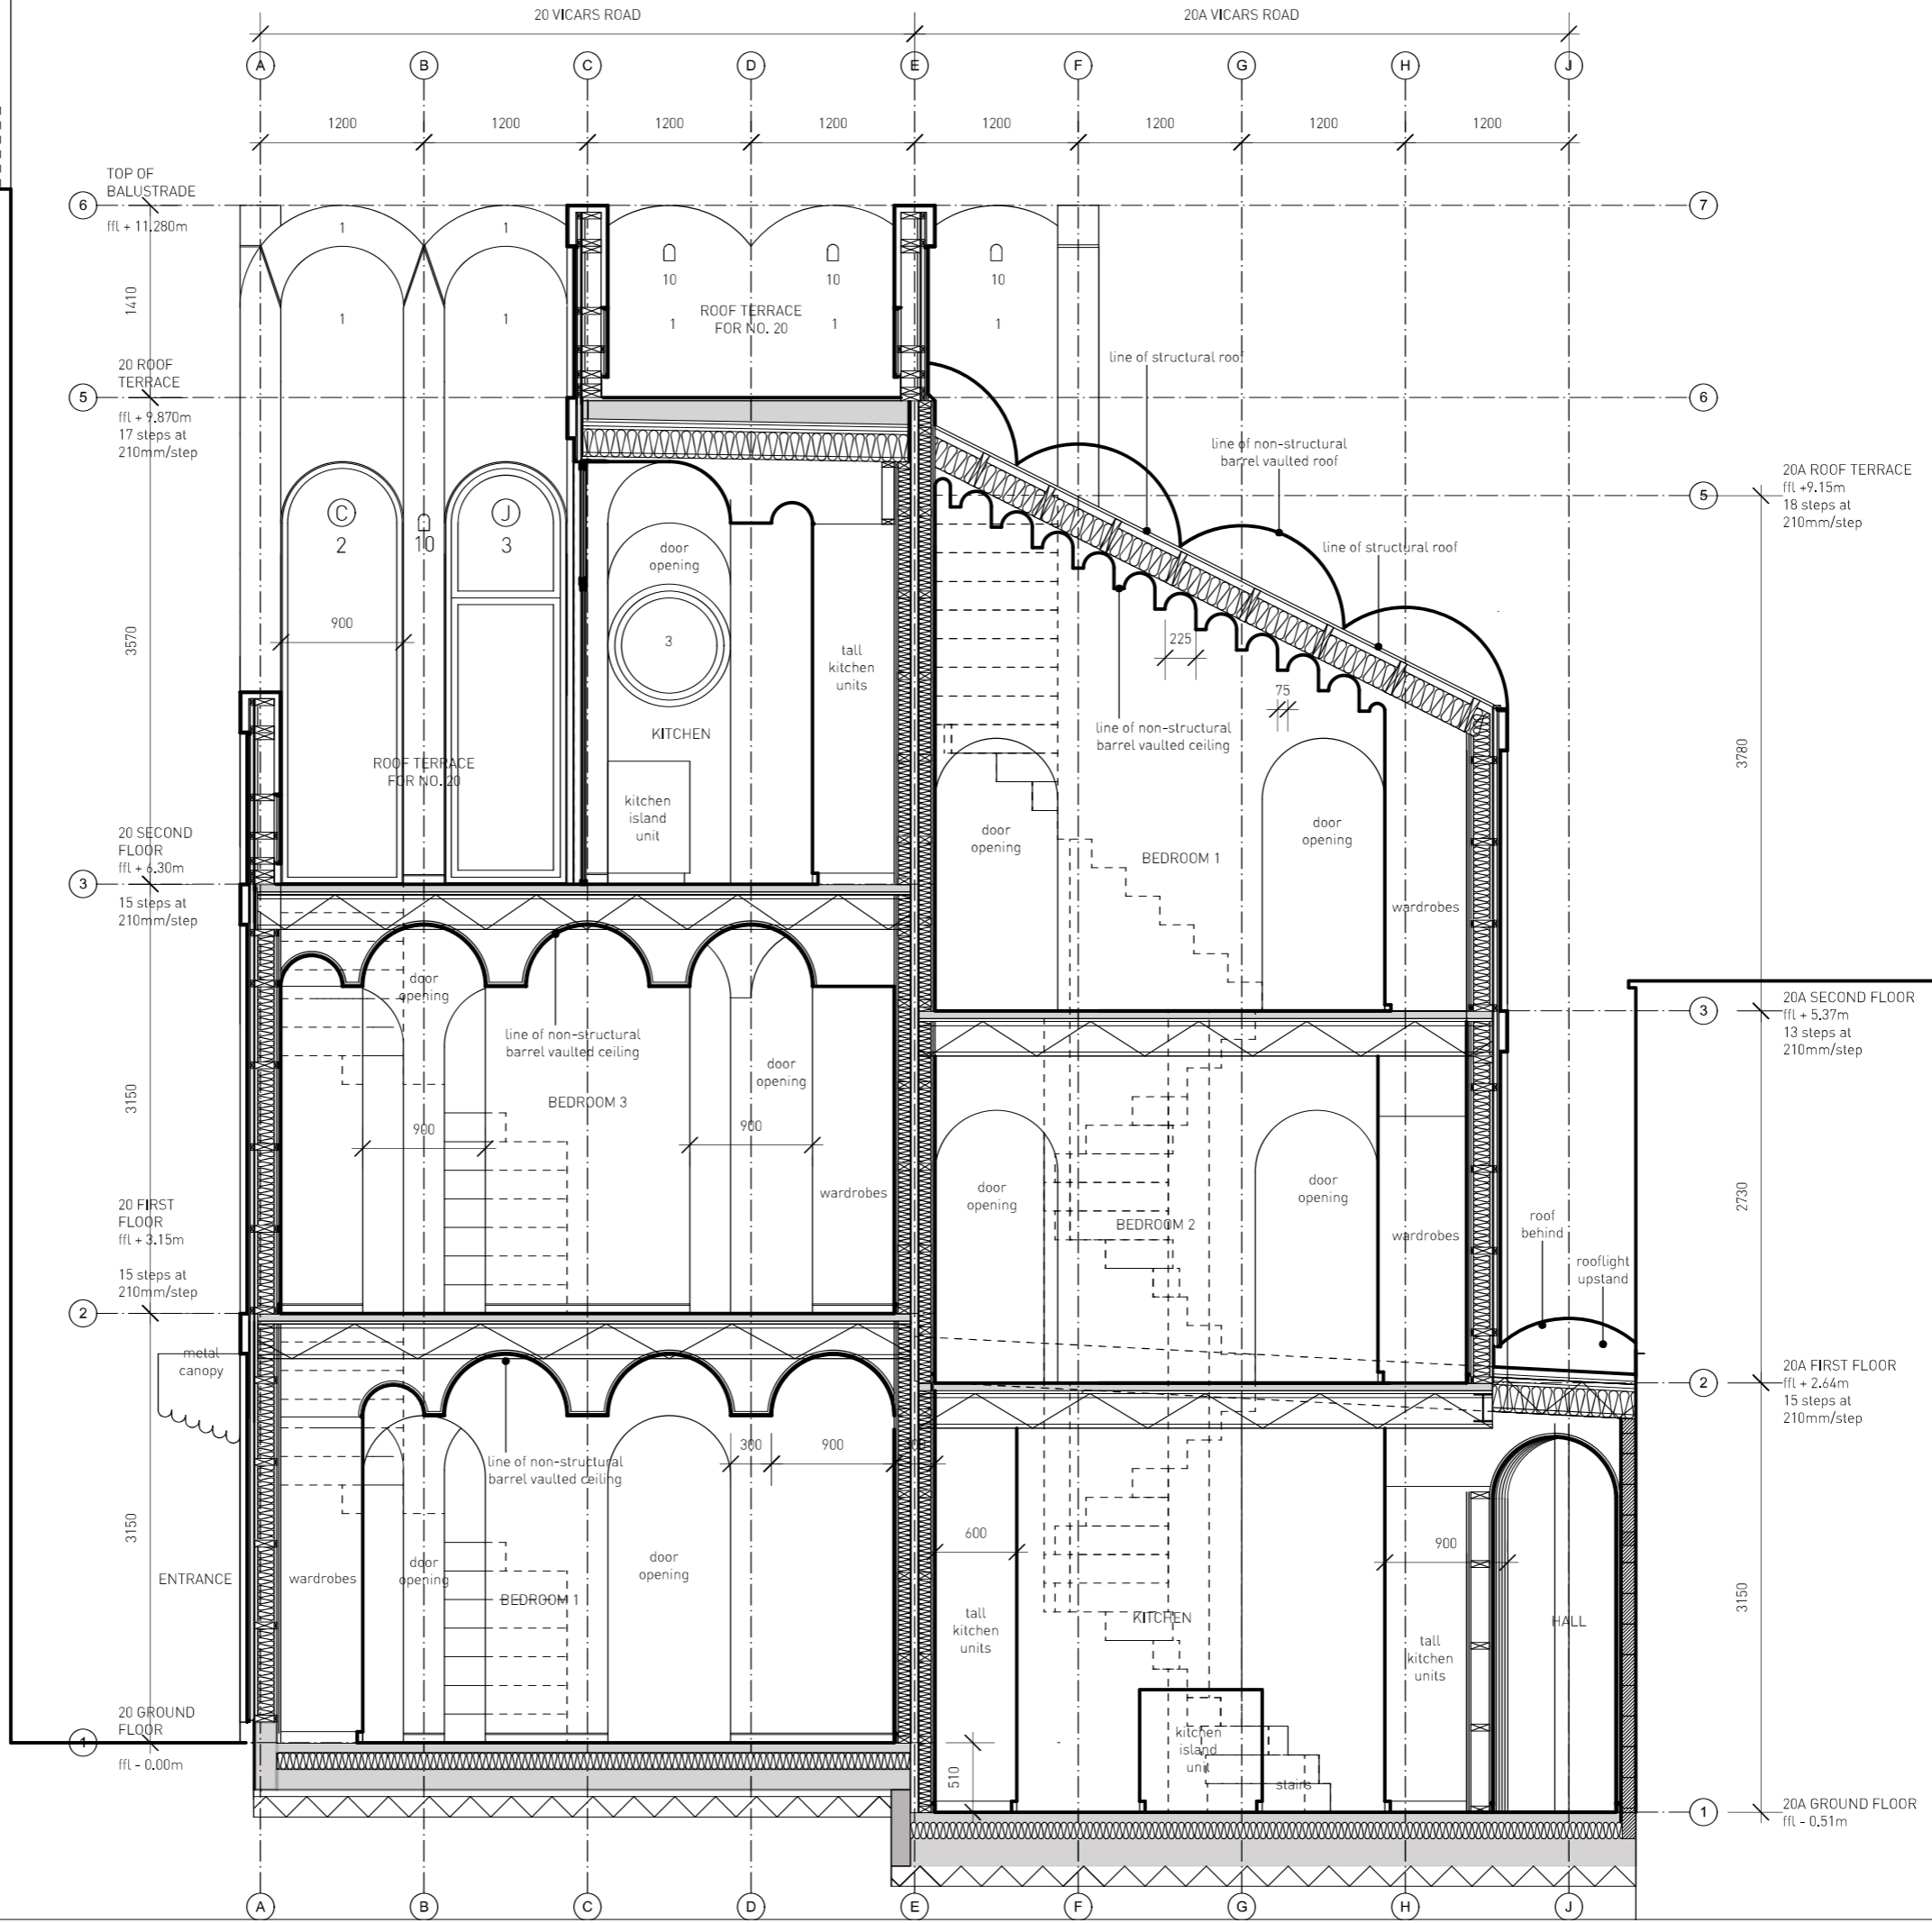 20 VICARS ROAD
20A VICARS ROAD
A
B
C
D
E
F
G
H
J
1200
1200
1200
1200
1200
1200
1200
1200
TOP OF
BALUSTRADE
6
ffl + 11.280m
7
1
1
10
10
10
1
1
1
1
1
ROOF TERRACE
FOR NO. 20
1410
20 ROOF
TERRACE
5
ffl + 9.870m
17 steps at
210mm/step
6
line of structural roof
line of non-structural
barrel vaulted roof
line of structural roof
5
20A ROOF TERRACE
ffl +9.15m
18 steps at
210mm/step
C
2
10
J
3
door
opening
3
900
3570
tall
kitchen
units
KITCHEN
225
75
line of non-structural
barrel vaulted ceiling
3780
ROOF TERRACE
FOR NO. 20
kitchen
island
unit
door
opening
door
opening
BEDROOM 1
wardrobes
20 SECOND
FLOOR
ffl + 6.30m
3
15 steps at
210mm/step
door
opening
line of non-structural
barrel vaulted ceiling
door
opening
BEDROOM 3
3150
900
900
wardrobes
3
20A SECOND FLOOR
ffl + 5.37m
13 steps at
210mm/step
door
opening
door
opening
BEDROOM 2
wardrobes
2730
roof
behind
rooflight
upstand
20 FIRST
FLOOR
ffl + 3.15m
15 steps at
210mm/step
2
metal
canopy
2
20A FIRST FLOOR
ffl + 2.64m
15 steps at
210mm/step
300
900
line of non-structural
barrel vaulted ceiling
3150
ENTRANCE
wardrobes
door
opening
BEDROOM 1
door
opening
600
900
tall
kitchen
units
KITCHEN
tall
kitchen
units
HALL
3150
20 GROUND
FLOOR
1
ffl - 0.00m
510
kitchen
island
unit
stairs
1
20A GROUND FLOOR
ffl - 0.51m
A
B
C
D
E
F
G
H
J